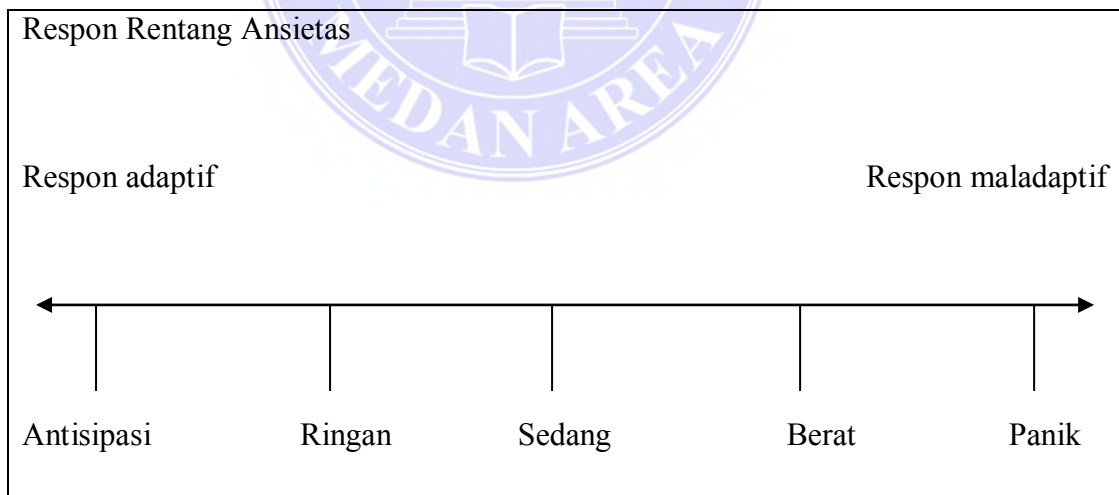 Respon Rentang Ansietas
MEDAN AREA
Respon adaptif Respon maladaptif
Antisipasi Ringan Sedang Berat Panik